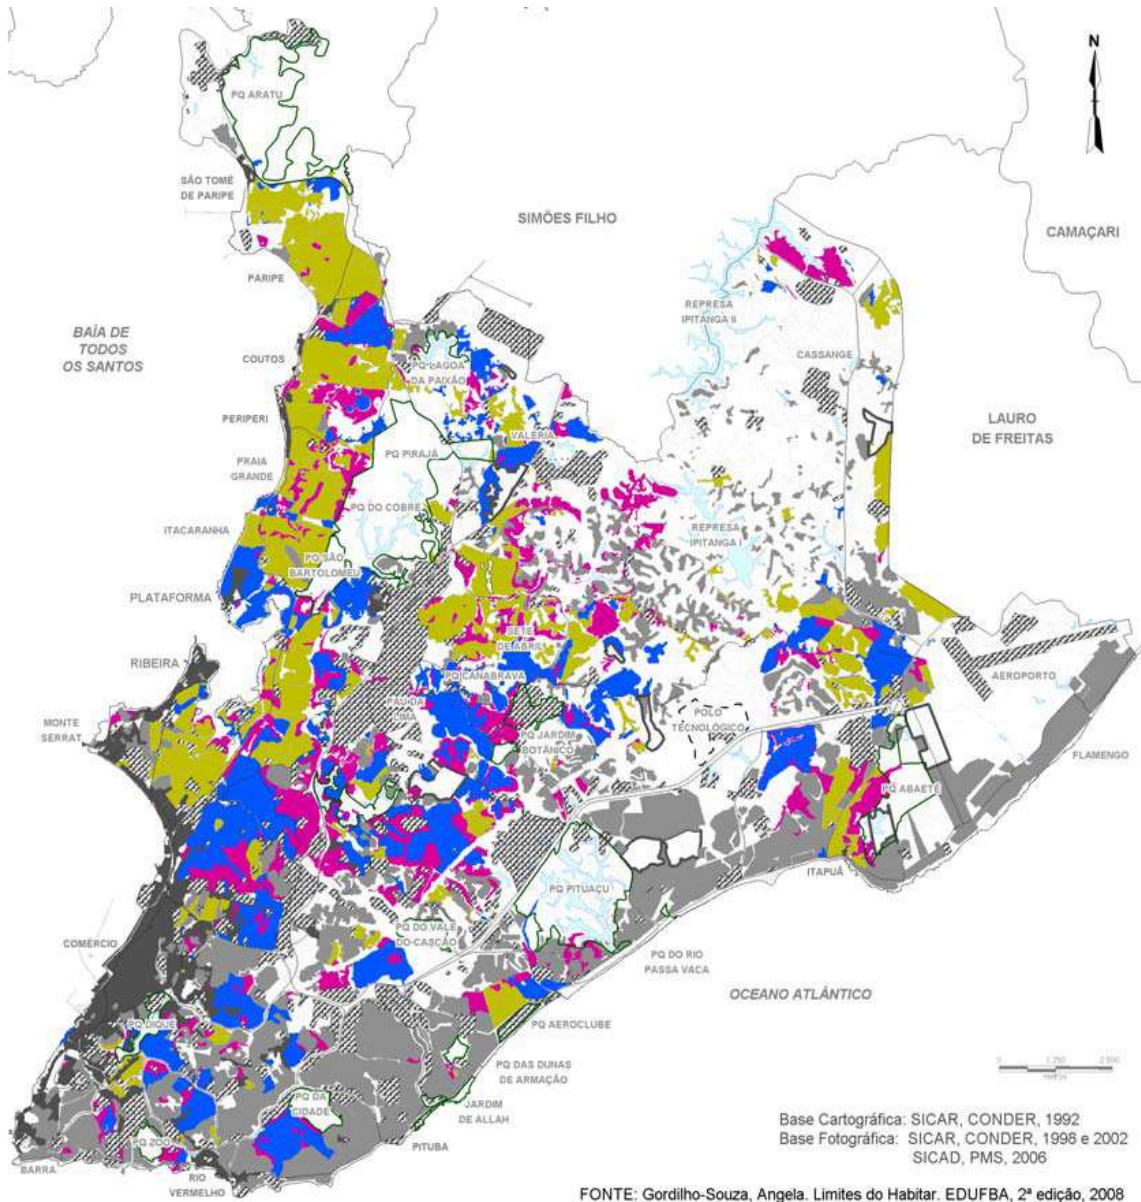 N
PQ ARATU
SÃO TOMÉ
DE PARIPE
SIMÕES FILHO
CAMAÇARI
PARIPE
REPRESA
IPITANGA II
BAÍA DE
TODOS
OS SANTOS
COUTOS
CASSANGE
PQ LAGOA
DA PAIXÃO
PERIPERI
LAURO
DE FREITAS
VALÉRIA
PQ PIRAJÁ
PRAIA
GRANDE
PQ DO COBRE
ITACARANHA
REPRESA
IPITANGA I
PQ SÃO
BARTOLOMEU
PLATAFORMA
SETE
DE ABRIL
RIBEIRA
PQ CANABRAVA
AEROPORTO
PAU DA
LIMA
POLO
TECNOLÓGICO
MONTE
SERRAT
PQ JARDIM
BOTÂNICO
FLAMENGO
PQ ABAETÉ
ITAPUÃ
PQ PITUAÇU
PQ DO VALE
DO CASCÃO
COMÉRCIO
PQ DO RIO
PASSA VACA
OCEANO ATLÂNTICO
PQ DIQUE
PQ AEROCLUBE
PQ DAS DUNAS
DE ARMAÇÃO
PQ DA
CIDADE
JARDIM
DE ALLAH
PQ ZOO
PITUBA
BARRA
RIO
VERMELHO
0 1.250 2.500
Base Cartográfica: SICAR, CONDER, 1992
Base Fotográfica: SICAR, CONDER, 1998 e 2002
SICAD, PMS, 2006
FONTE: Gordilho-Souza, Angela. Limites do Habitar. EDUFBA, 2ª edição, 2008